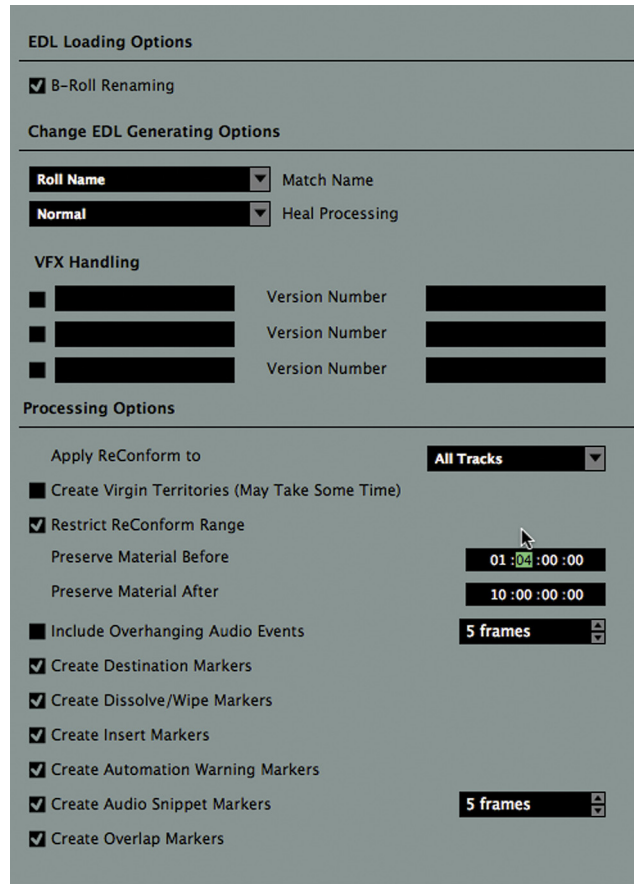 EDL Loading Options
B-Roll Renaming
Change EDL Generating Options
Roll Name Match Name
Normal Heal Processing
VFX Handling
Version Number
Version Number
Version Number
Processing Options
Apply ReConform to All Tracks
Create Virgin Territories (May Take Some Time)
Restrict ReConform Range
Preserve Material Before 01 :04 :00 :00
Preserve Material After 10 :00 :00 :00
Include Overhanging Audio Events 5 frames
Create Destination Markers
Create Dissolve/Wipe Markers
Create Insert Markers
Create Automation Warning Markers
Create Audio Snippet Markers 5 frames
Create Overlap Markers